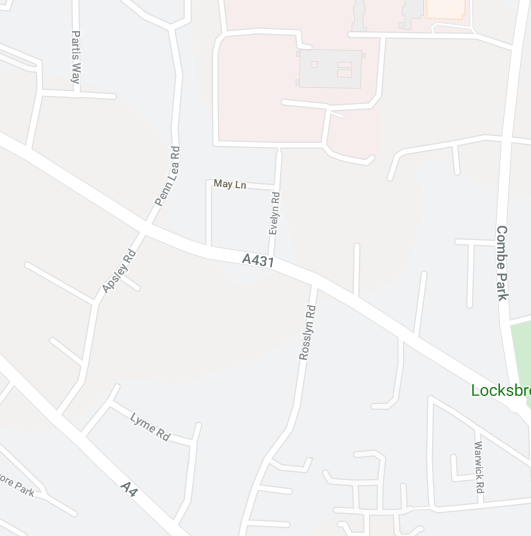 Partis Way
Penn Lea Rd
May Ln
Evelyn Rd
A431
Combe Park
Apsley Rd
Rosslyn Rd
Locksbro
Lyme Rd
Warwick Rd
ore Park
A4